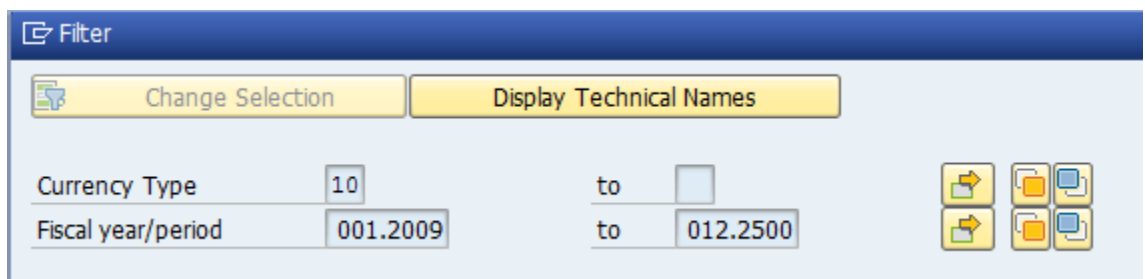 Filter
Change Selection Display Technical Names
Currency Type 10 to
Fiscal year/period 001.2009 to 012.2500